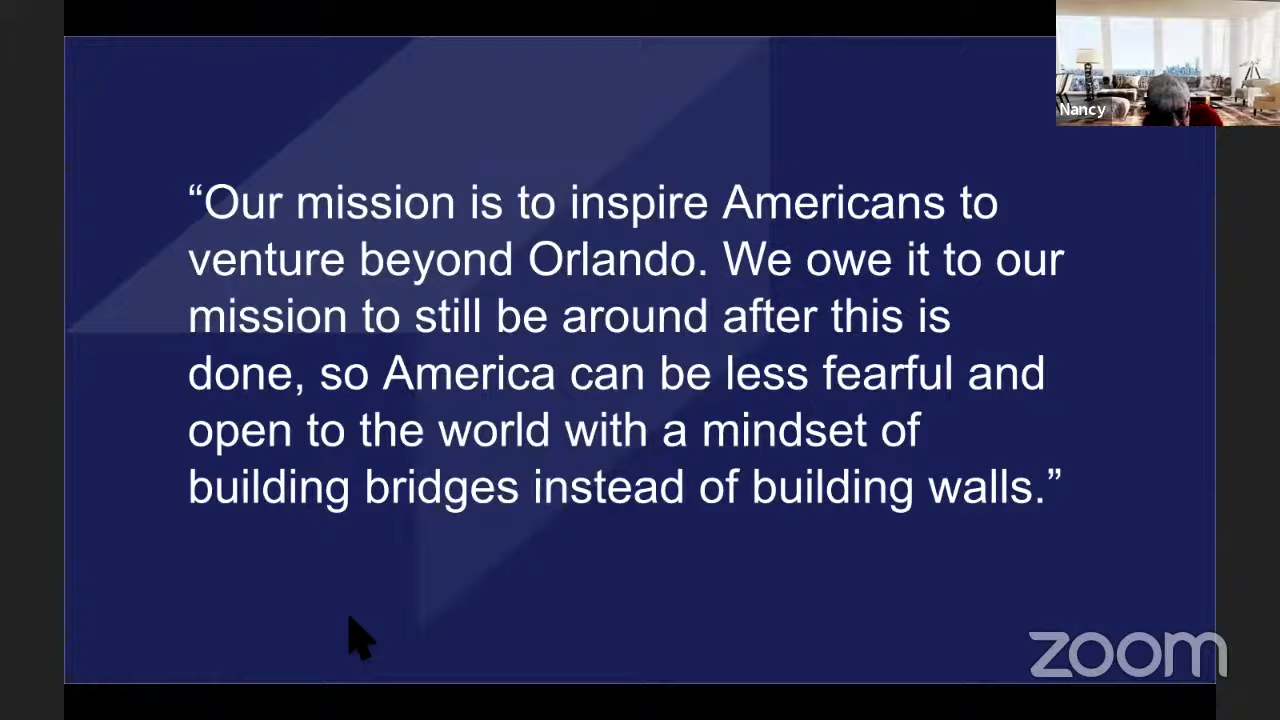 Nancy
“Our mission is to inspire Americans to
venture beyond Orlando. We owe it to our
mission to still be around after this is
done, so America can be less fearful and
open to the world with a mindset of
building bridges instead of building walls.”
zoom